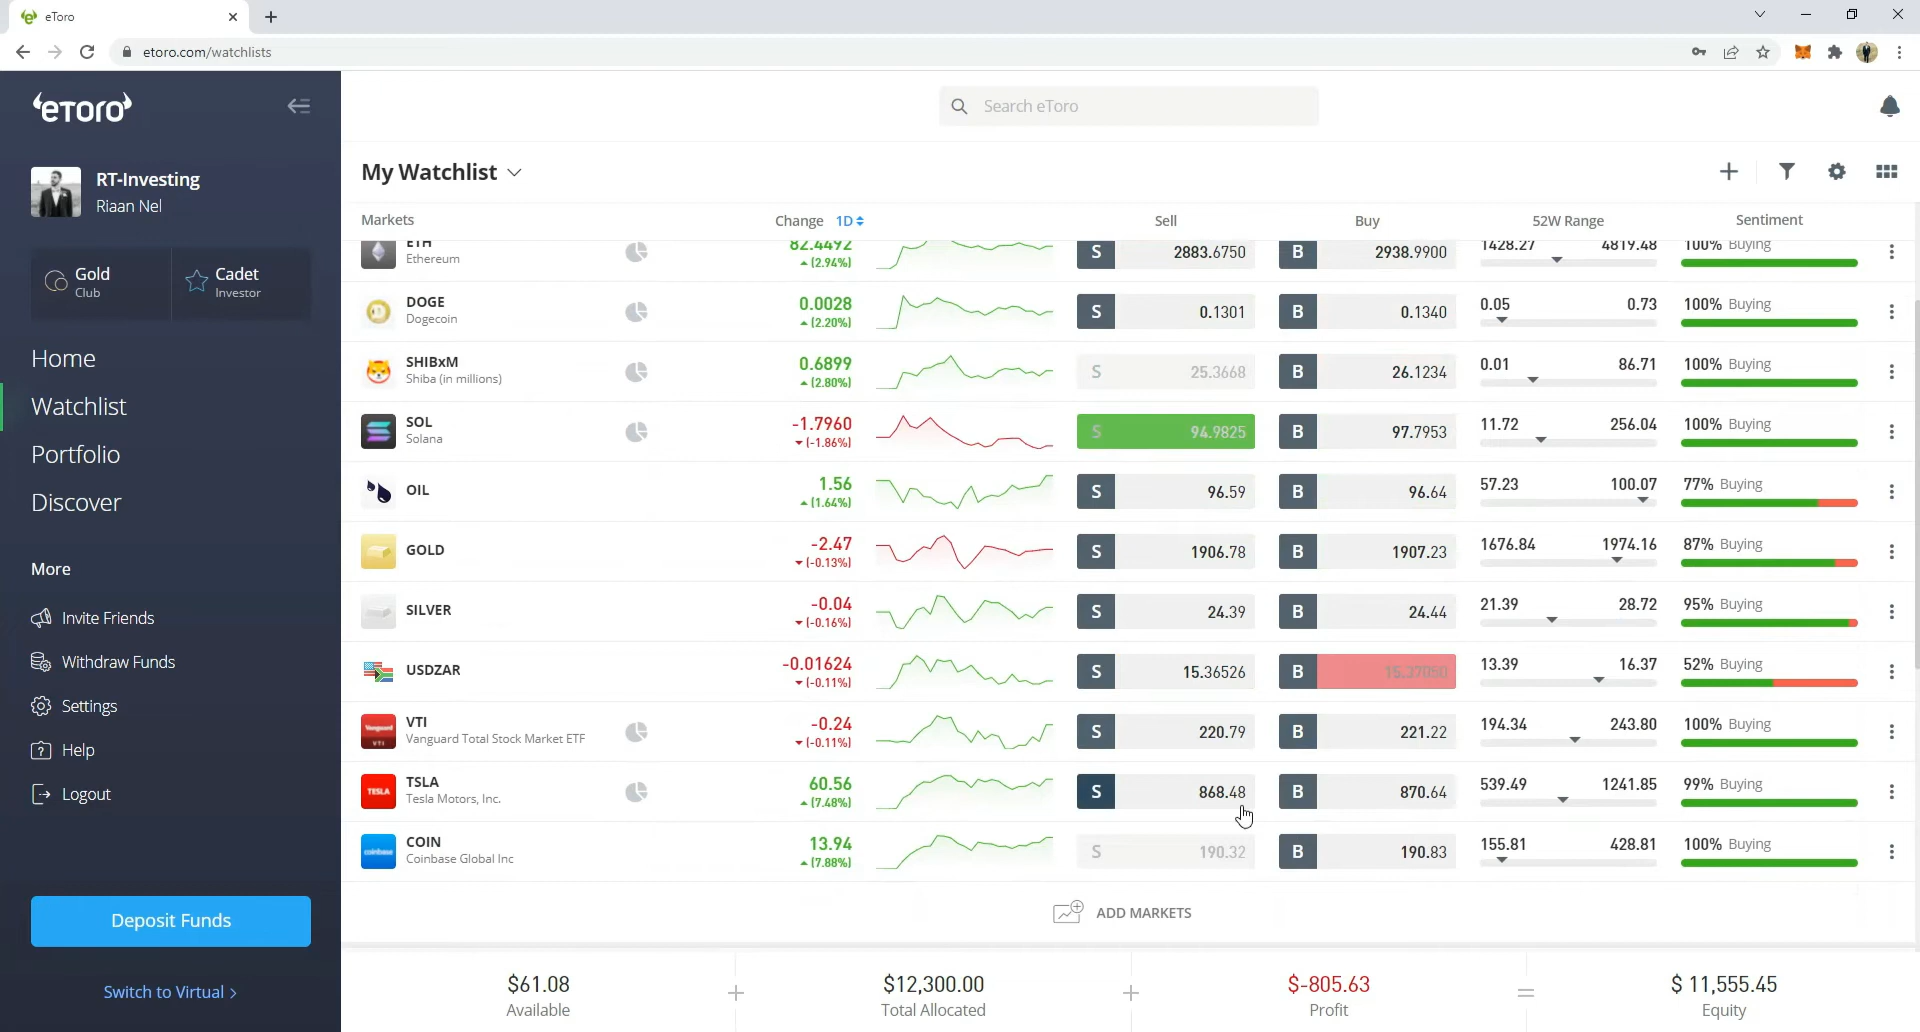 eToro
etoro.com/watchlists
eToro
Search eToro
RT-Investing
Riaan Nel
My Watchlist
Markets Change 1D Sell Buy 52W Range Sentiment
Gold
Club
Cadet
Investor
Home
Watchlist
Portfolio
Discover
More
Invite Friends
Withdraw Funds
Settings
Help
Logout
Deposit Funds
Switch to Virtual >
ETH 82.4492 S 2883.6750 B 2938.9900 1428.27 4819.48 100% Buying
Ethereum (2.94%)
DOGE 0.0028 S 0.1301 B 0.1340 0.05 0.73 100% Buying
Dogecoin (2.20%)
SHIBxM 0.6899 S 25.3668 B 26.1234 0.01 86.71 100% Buying
Shiba (in millions) (2.80%)
SOL -1.7960 S 94.9825 B 97.7953 11.72 256.04 100% Buying
Solana (-1.86%)
OIL 1.56 S 96.59 B 96.64 57.23 100.07 77% Buying
(1.64%)
GOLD -2.47 S 1906.78 B 1907.23 1676.84 1974.16 87% Buying
(-0.13%)
SILVER -0.04 S 24.39 B 24.44 21.39 28.72 95% Buying
(-0.16%)
USDZAR -0.01624 S 15.36526 B 15.37050 13.39 16.37 52% Buying
(-0.11%)
Vanguard
VTI
VTI -0.24 S 220.79 B 221.22 194.34 243.80 100% Buying
Vanguard Total Stock Market ETF (-0.11%)
TESLA
TSLA 60.56 S 868.48 B 870.64 539.49 1241.85 99% Buying
Tesla Motors, Inc. (7.48%)
coinbase
COIN 13.94 S 190.32 B 190.83 155.81 428.81 100% Buying
Coinbase Global Inc (7.88%)
ADD MARKETS
$61.08 + $12,300.00 + $-805.63 = $ 11,555.45
Available Total Allocated Profit Equity